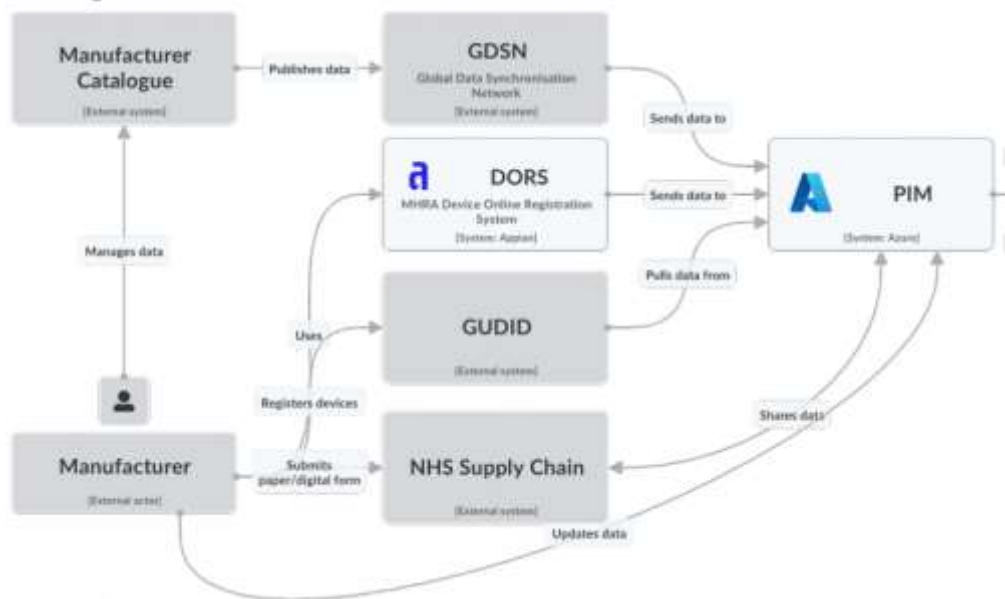 Manufacturer
Catalogue
[External system]
Publishes data
GDSN
Global Data Synchronisation
Network
[External system]
Sends data to
DORS
MHRA Device Online Registration
System
[System: Appian]
Sends data to
PIM
[System: Azure]
Manages data
Pulls data from
Uses
GUDID
[External system]
Registers devices
Shares data
Manufacturer
[External actor]
Submits
paper/digital form
NHS Supply Chain
[External system]
Updates data